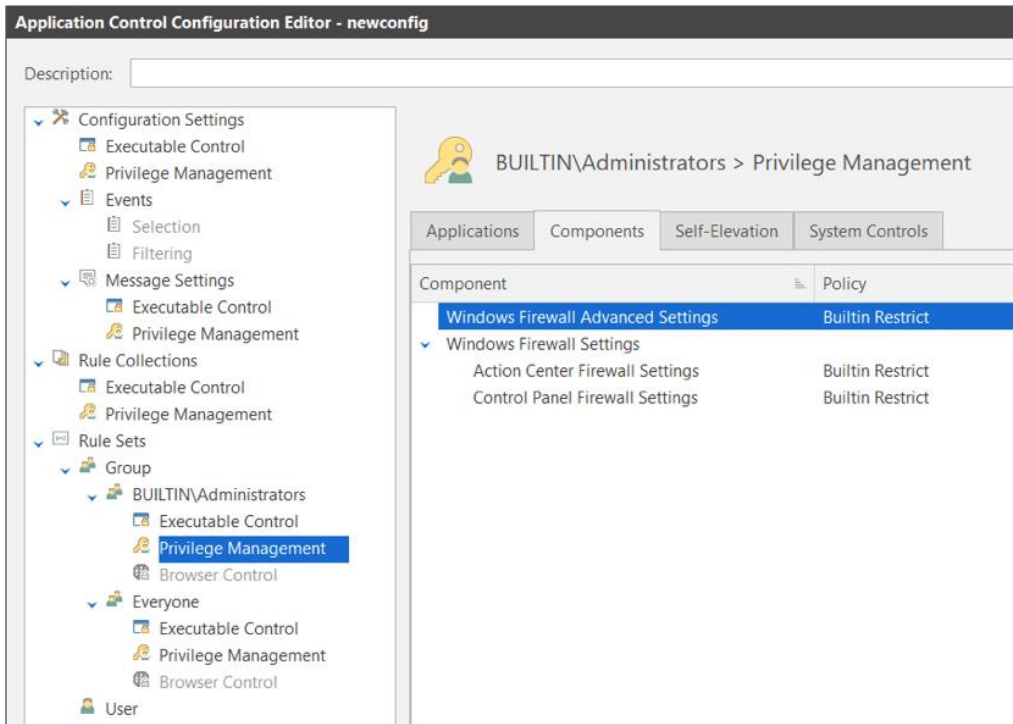 Application Control Configuration Editor - newconfig
Description:
Configuration Settings
Executable Control
Privilege Management
Events
Selection
Filtering
Message Settings
Executable Control
Privilege Management
Rule Collections
Executable Control
Privilege Management
Rule Sets
Group
BUILTIN\Administrators
Executable Control
Privilege Management
Browser Control
Everyone
Executable Control
Privilege Management
Browser Control
User
BUILTIN\Administrators > Privilege Management
Applications Components Self-Elevation System Controls
Component Policy
Windows Firewall Advanced Settings Builtin Restrict
Windows Firewall Settings
Action Center Firewall Settings Builtin Restrict
Control Panel Firewall Settings Builtin Restrict